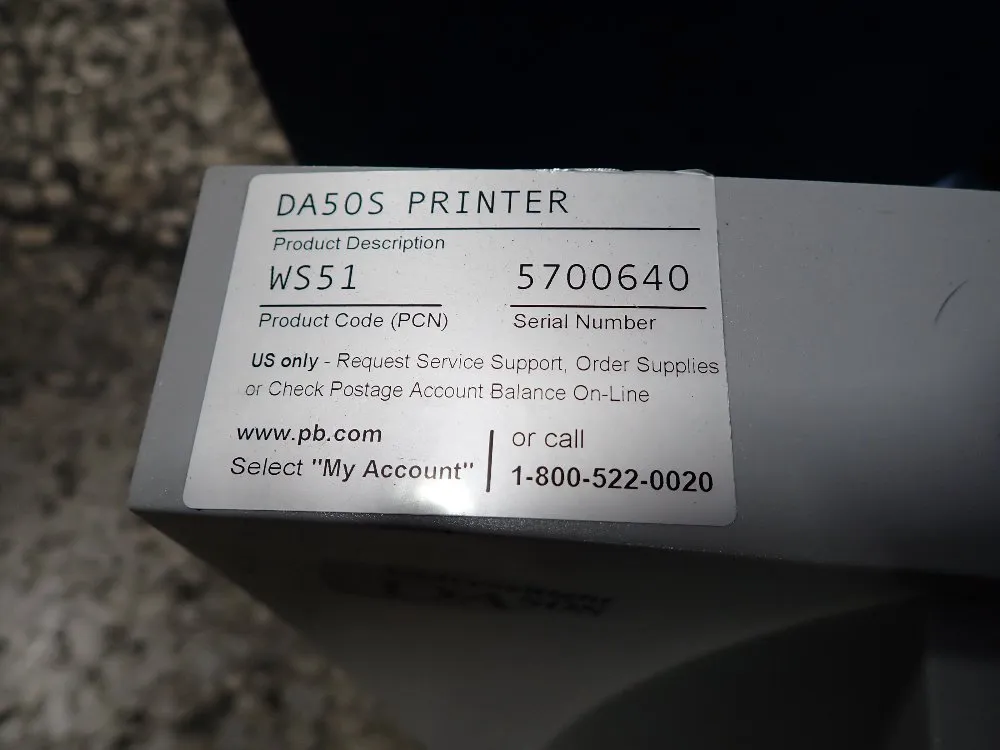 DA50S PRINTER
Product Description
WS51 5700640
Product Code (PCN) Serial Number
US only - Request Service Support, Order Supplies
or Check Postage Account Balance On-Line
www.pb.com or call
Select "My Account" 1-800-522-0020